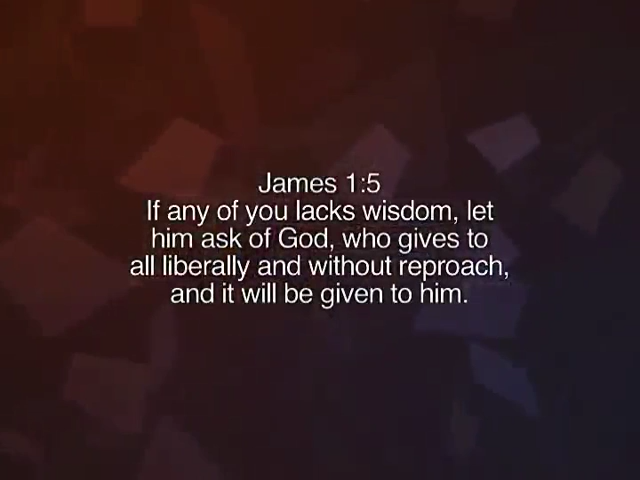 James 1:5
If any of you lacks wisdom, let
him ask of God, who gives to
all liberally and without reproach,
and it will be given to him.